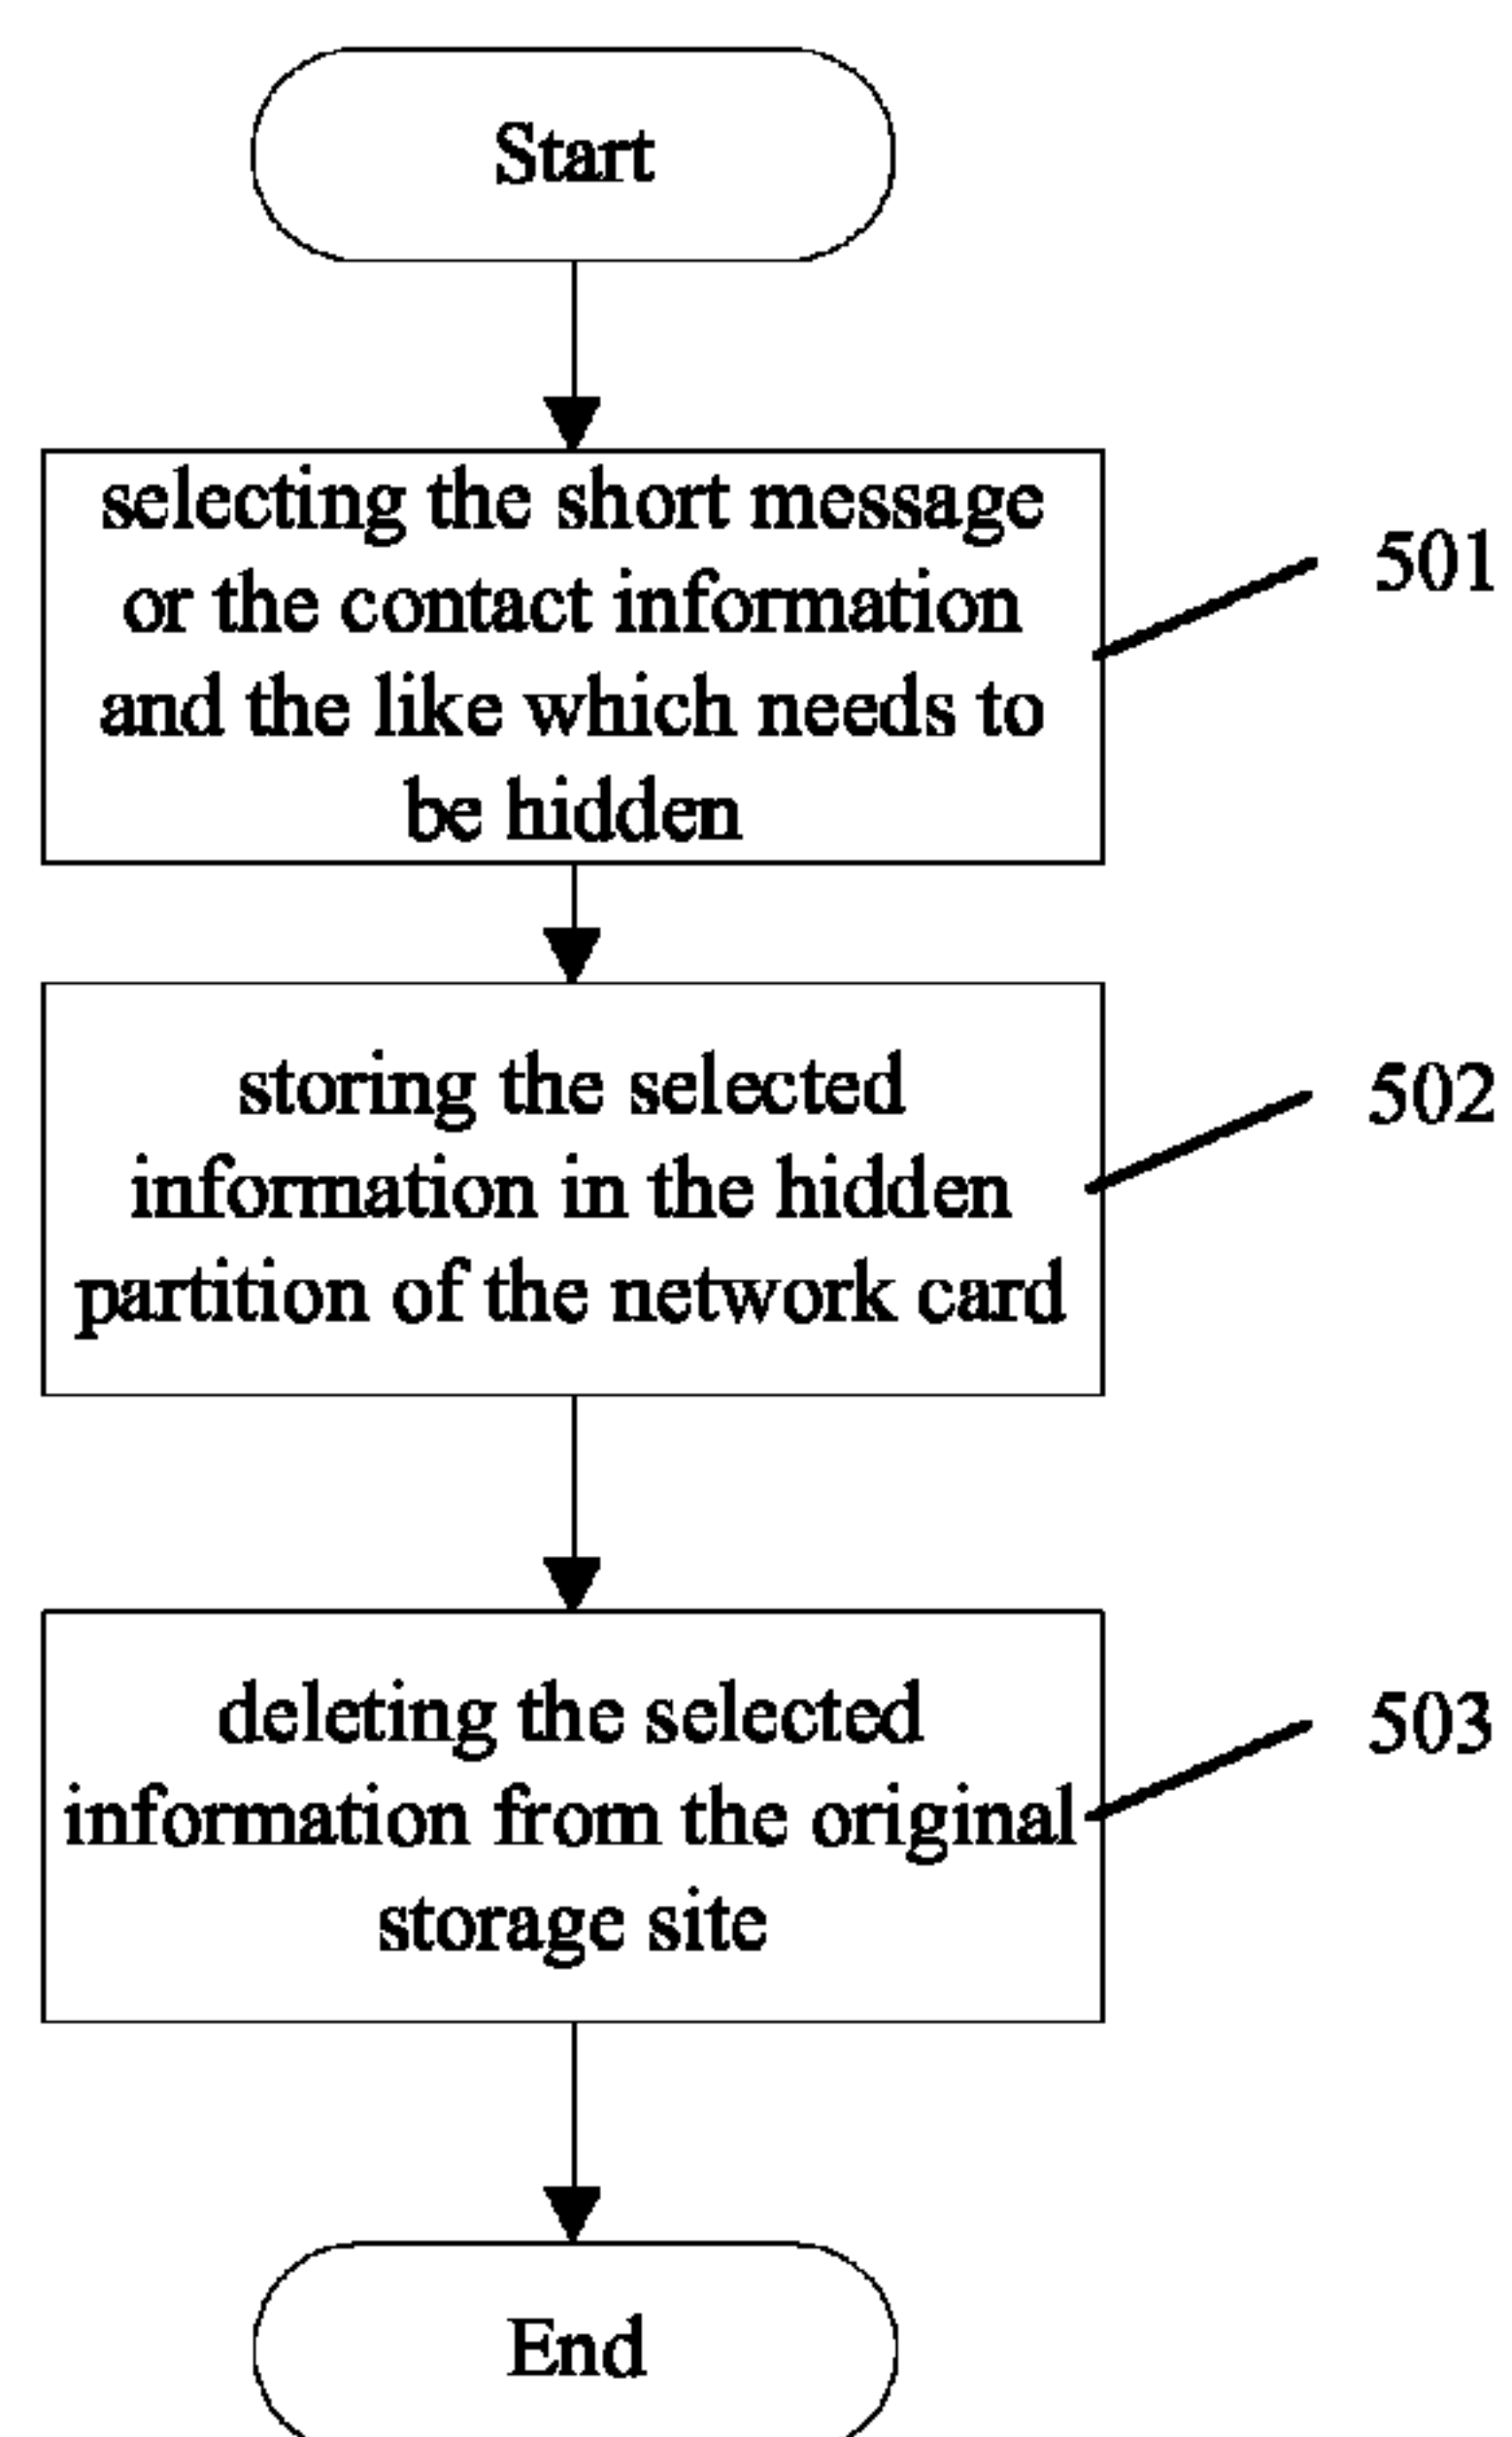 Start
selecting the short message
or the contact information
and the like which needs to
be hidden
501
storing the selected
information in the hidden
partition of the network card
502
deleting the selected
information from the original
storage site
503
End